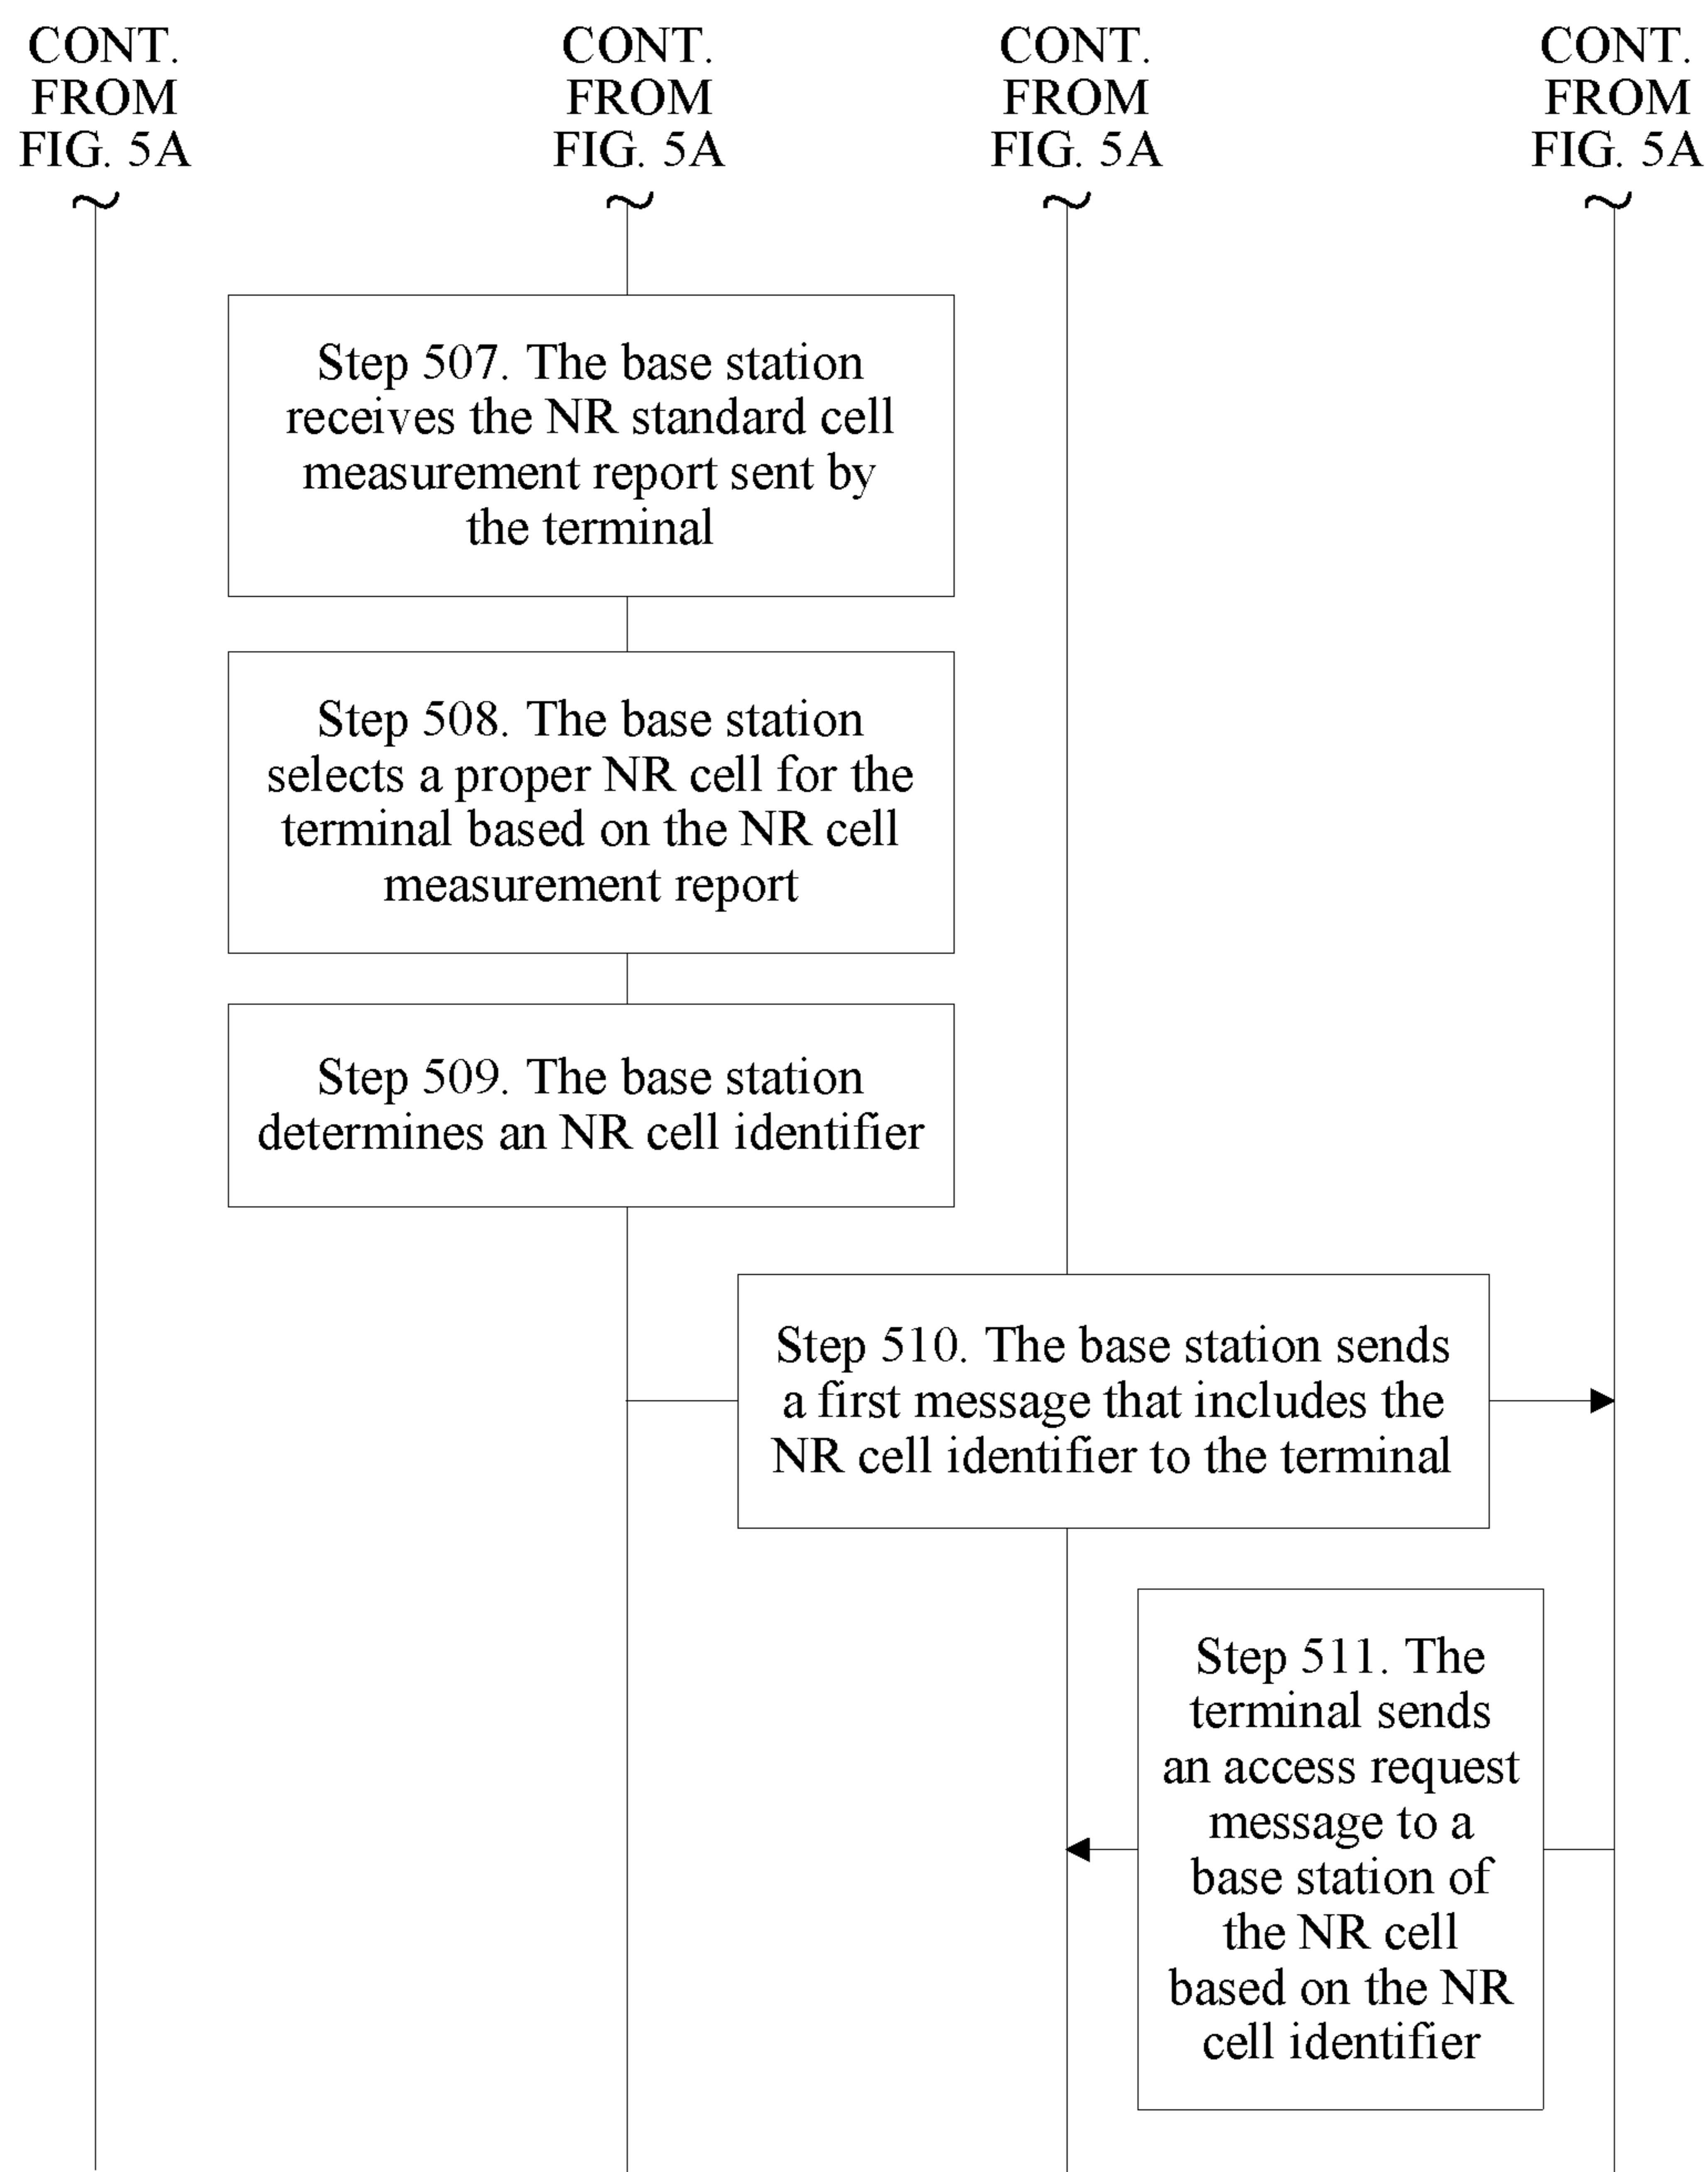 CONT.
FROM
FIG. 5A
CONT.
FROM
FIG. 5A
CONT.
FROM
FIG. 5A
CONT.
FROM
FIG. 5A
Step 507. The base station
receives the NR standard cell
measurement report sent by
the terminal
Step 508. The base station
selects a proper NR cell for the
terminal based on the NR cell
measurement report
Step 509. The base station
determines an NR cell identifier
Step 510. The base station sends
a first message that includes the
NR cell identifier to the terminal
Step 511. The
terminal sends
an access request
message to a
base station of
the NR cell
based on the NR
cell identifier